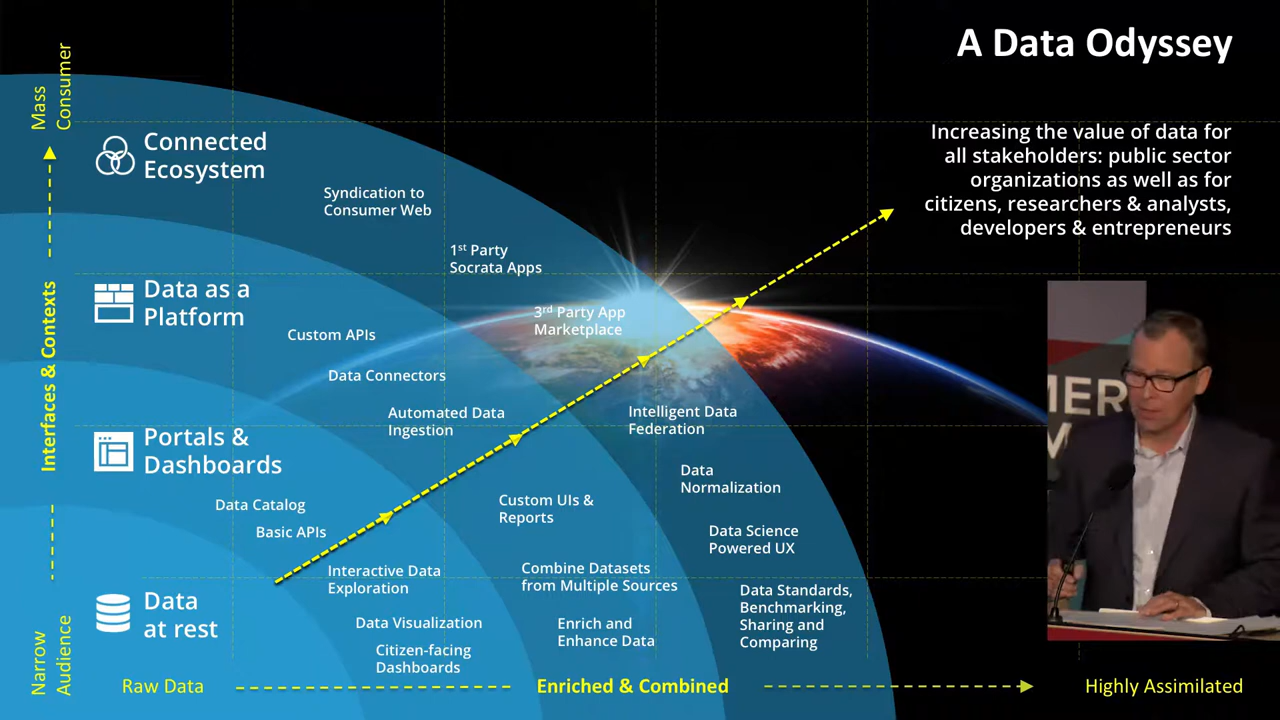 A Data Odyssey
Increasing the value of data for
all stakeholders: public sector
organizations as well as for
citizens, researchers & analysts,
developers & entrepreneurs
Mass
Consumer
Interfaces & Contexts
Narrow
Audience
Connected
Ecosystem
Syndication to
Consumer Web
1st Party
Socrata Apps
3rd Party App
Marketplace
Data as a
Platform
Custom APIs
Data Connectors
Automated Data
Ingestion
Intelligent Data
Federation
Portals &
Dashboards
Data Catalog
Basic APIs
Custom UIs &
Reports
Data
Normalization
Data Science
Powered UX
Interactive Data
Exploration
Combine Datasets
from Multiple Sources
Data Standards,
Benchmarking,
Sharing and
Comparing
Data
at rest
Data Visualization
Enrich and
Enhance Data
Citizen-facing
Dashboards
Raw Data
Enriched & Combined
Highly Assimilated
MER